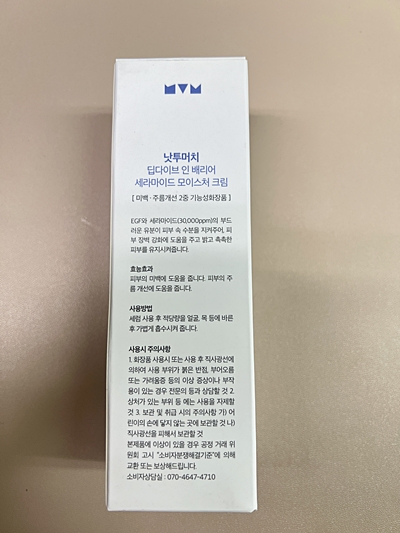 MVM
낫투머치
딥다이브 인 배리어
세라마이드 모이스처 크림
[ 미백 · 주름개선 2중 기능성화장품 ]
EGF와 세라마이드(30,000ppm)의 부드
러운 유분이 피부 속 수분을 지켜주어, 피
부 장벽 강화에 도움을 주고 밝고 촉촉한
피부를 유지시켜줍니다.
효능효과
피부의 미백에 도움을 줍니다. 피부의 주
름 개선에 도움을 줍니다.
사용방법
세럼 사용 후 적당량을 얼굴, 목 등에 바른
후 가볍게 흡수시켜 줍니다.
사용시 주의사항
1. 화장품 사용시 또는 사용 후 직사광선에
의하여 사용 부위가 붉은 반점, 부어오름
또는 가려움증 등의 이상 증상이나 부작
용이 있는 경우 전문의 등과 상담할 것 2.
상처가 있는 부위 등 에는 사용을 자제할
것 3. 보관 및 취급 시의 주의사항 가) 어
린이의 손에 닿지 않는 곳에 보관할 것 나)
직사광선을 피해서 보관할 것
본제품에 이상이 있을 경우 공정 거래 위
원회 고시 "소비자분쟁해결기준"에 의해
교환 또는 보상해드립니다.
소비자상담실 : 070-4647-4710